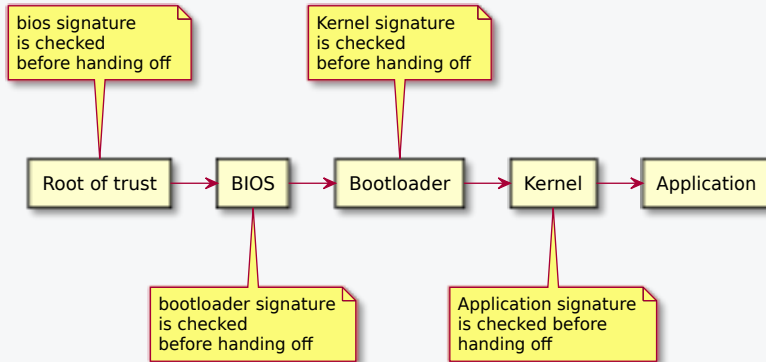 bios signature
is checked
before handing off
Kernel signature
is checked
before handing off
Root of trust
BIOS
Bootloader
Kernel
Application
bootloader signature
is checked
before handing off
Application signature
is checked before
handing off